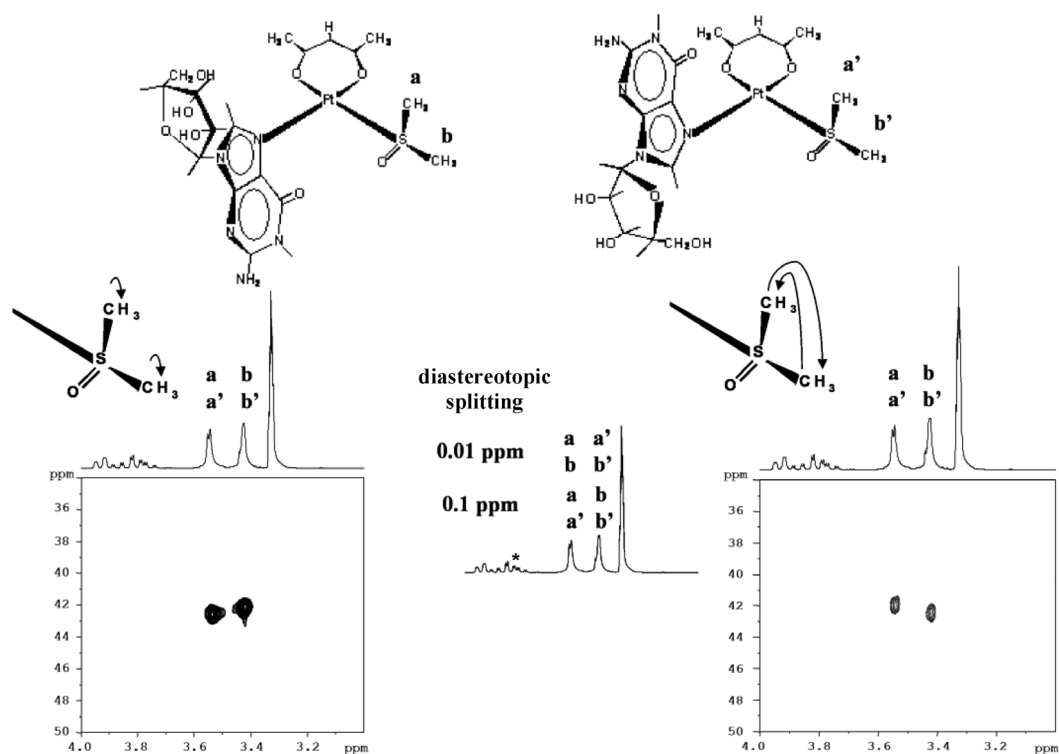 H
CH₃
CH₃
O
O
Pt
a
CH₃
b
S
O
CH₃
CH₂OH
OH
HO
O
HO
N
N
O
N
N
NH₂
H
CH₃
CH₃
O
O
Pt
a’
CH₃
b’
S
O
CH₃
H₂N
N
O
N
N
N
O
HO
HO
CH₂OH
CH₃
S
O
CH₃
a b
a’ b’
diastereotopic
splitting
0.01 ppm
a a’
b b’
0.1 ppm
a b
a’ b’
*
CH₃
S
O
CH₃
a b
a’ b’
ppm
36
38
40
42
44
46
48
50
4.0 3.8 3.6 3.4 3.2 ppm
ppm
36
38
40
42
44
46
48
50
4.0 3.8 3.6 3.4 3.2 ppm